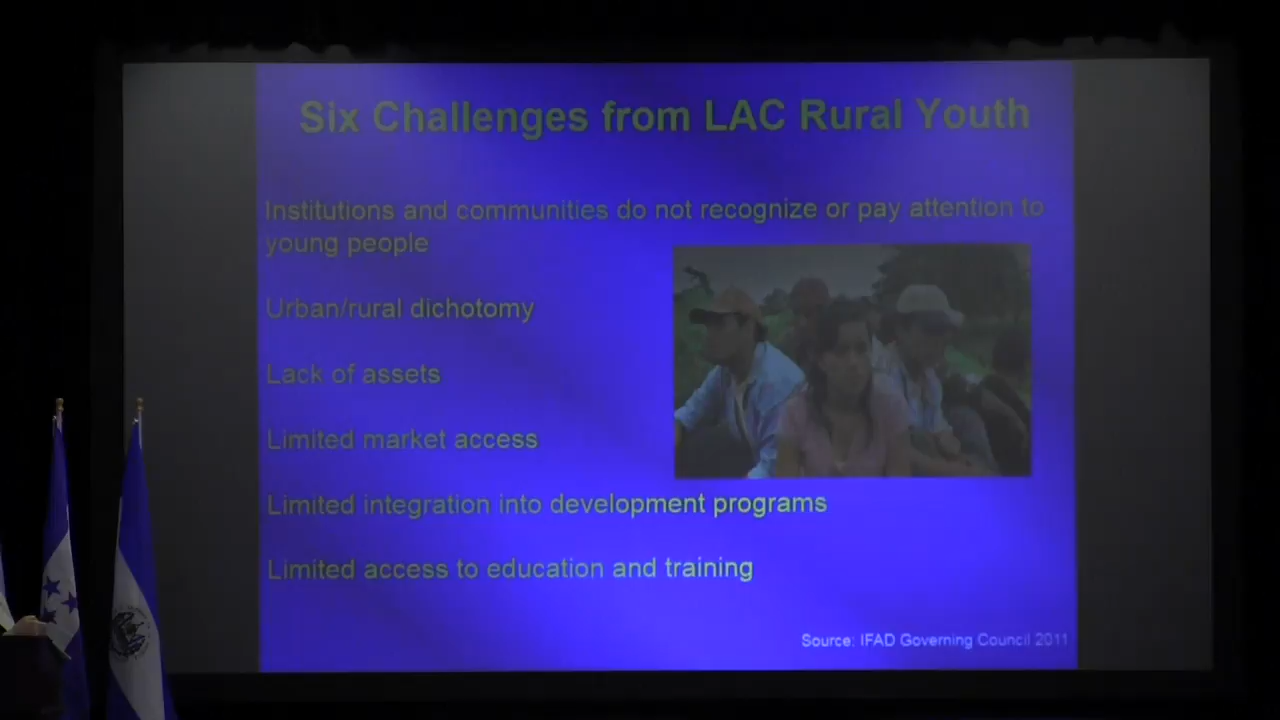 Six Challenges from LAC Rural Youth
Institutions and communities do not recognize or pay attention to
young people
Urban/rural dichotomy
Lack of assets
Limited market access
Limited integration into development programs
Limited access to education and training
Source: IFAD Governing Council 2011